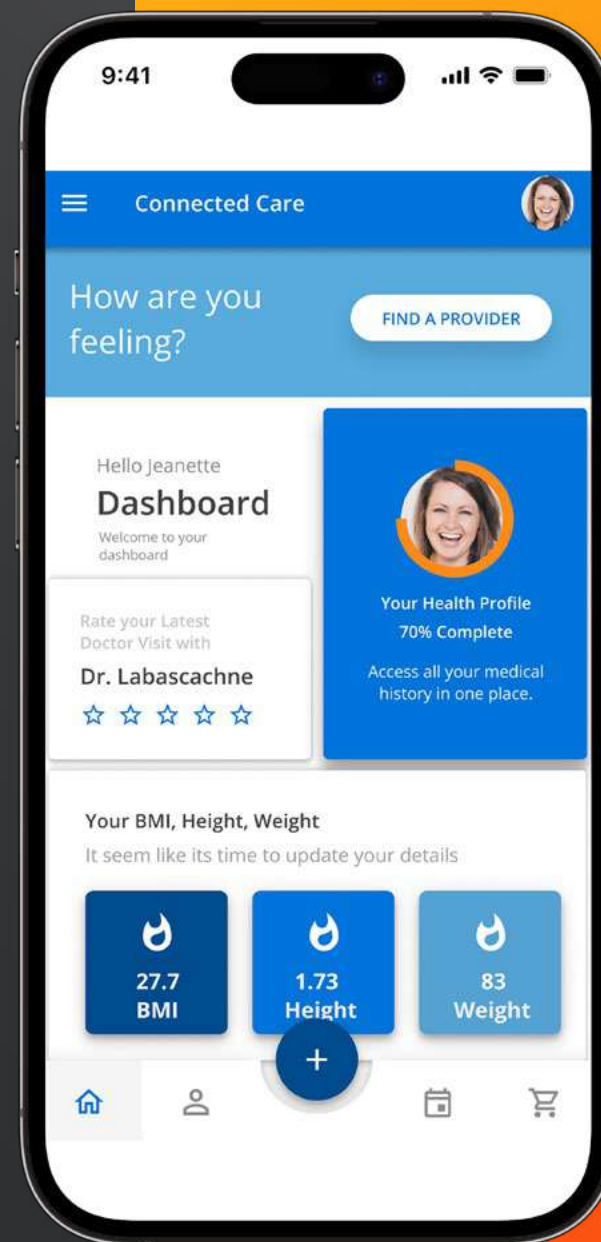 9:41
Connected Care
How are you
feeling?
FIND A PROVIDER
Hello Jeanette
Dashboard
Welcome to your
dashboard
Rate your Latest
Doctor Visit with
Dr. Labascachne
Your Health Profile
70% Complete
Access all your medical
history in one place.
Your BMI, Height, Weight
It seem like its time to update your details
27.7
BMI
1.73
Height
83
Weight